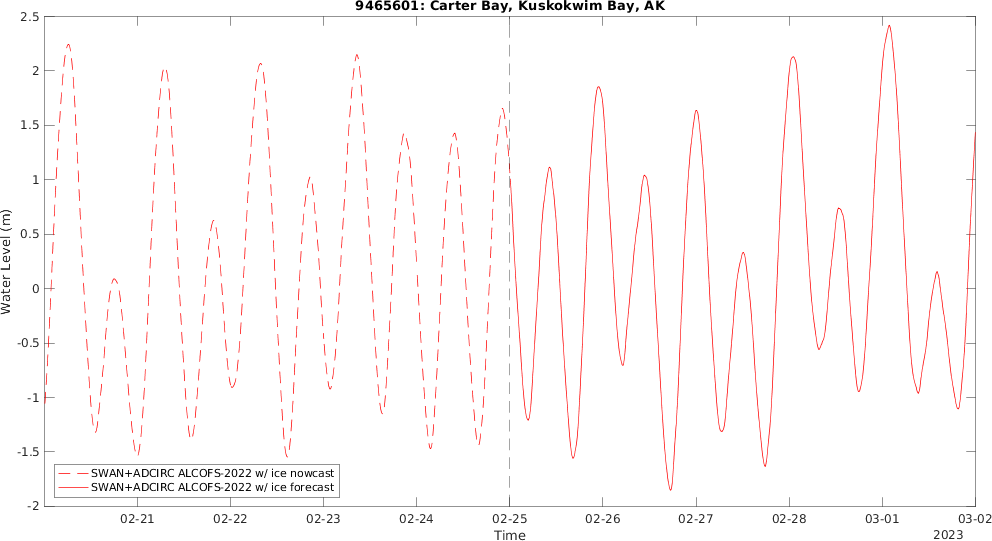 9465601: Carter Bay, Kuskokwim Bay, AK
2.5
2
1.5
1
0.5
0
-0.5
-1
-1.5
-2
Water Level (m)
SWAN+ADCIRC ALCOFS-2022 w/ ice nowcast
SWAN+ADCIRC ALCOFS-2022 w/ ice forecast
02-21 02-22 02-23 02-24 02-25 02-26 02-27 02-28 03-01 03-02
Time
2023